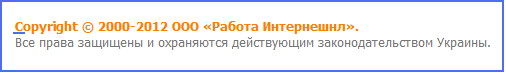 Copyright © 2000-2012 ООО «Работа Интернешнл».
Все права защищены и охраняются действующим законодательством Украины.